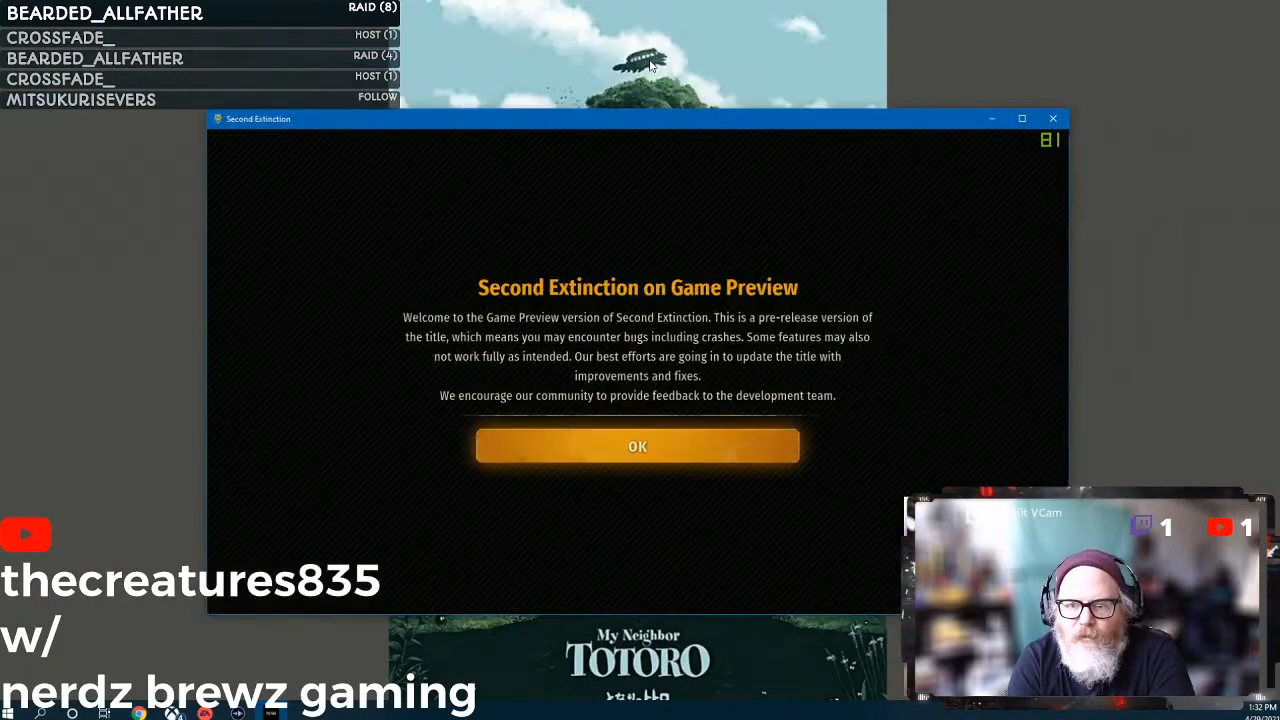 BEARDED_ALLFATHER RAID (8)
CROSSFADE_ HOST (1)
BEARDED_ALLFATHER RAID (4)
CROSSFADE_ HOST (1)
MITSUKURISEVERS FOLLOW
Second Extinction
81
Second Extinction on Game Preview
Welcome to the Game Preview version of Second Extinction. This is a pre-release version of
the title, which means you may encounter bugs including crashes. Some features may also
not work fully as intended. Our best efforts are going in to update the title with
improvements and fixes.
We encourage our community to provide feedback to the development team.
OK
VCam
1 1
thecreatures835
w/
nerdz brewz gaming
My Neighbor
TOTORO
1:32 PM